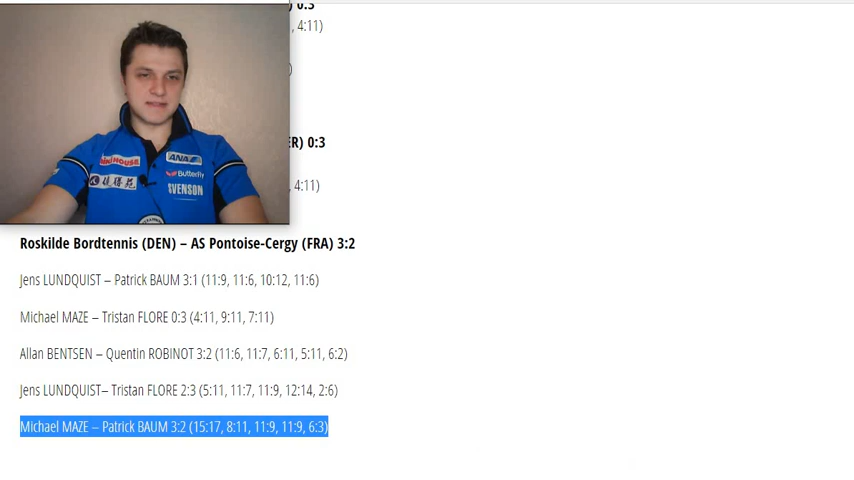 ) 0:3
, 4:11)
)
ER) 0:3
, 4:11)
NIHOUSE
ANA
Butterfly
SVENSON
Roskilde Bordtennis (DEN) – AS Pontoise-Cergy (FRA) 3:2
Jens LUNDQUIST – Patrick BAUM 3:1 (11:9, 11:6, 10:12, 11:6)
Michael MAZE – Tristan FLORE 0:3 (4:11, 9:11, 7:11)
Allan BENTSEN – Quentin ROBINOT 3:2 (11:6, 11:7, 6:11, 5:11, 6:2)
Jens LUNDQUIST– Tristan FLORE 2:3 (5:11, 11:7, 11:9, 12:14, 2:6)
Michael MAZE – Patrick BAUM 3:2 (15:17, 8:11, 11:9, 11:9, 6:3)